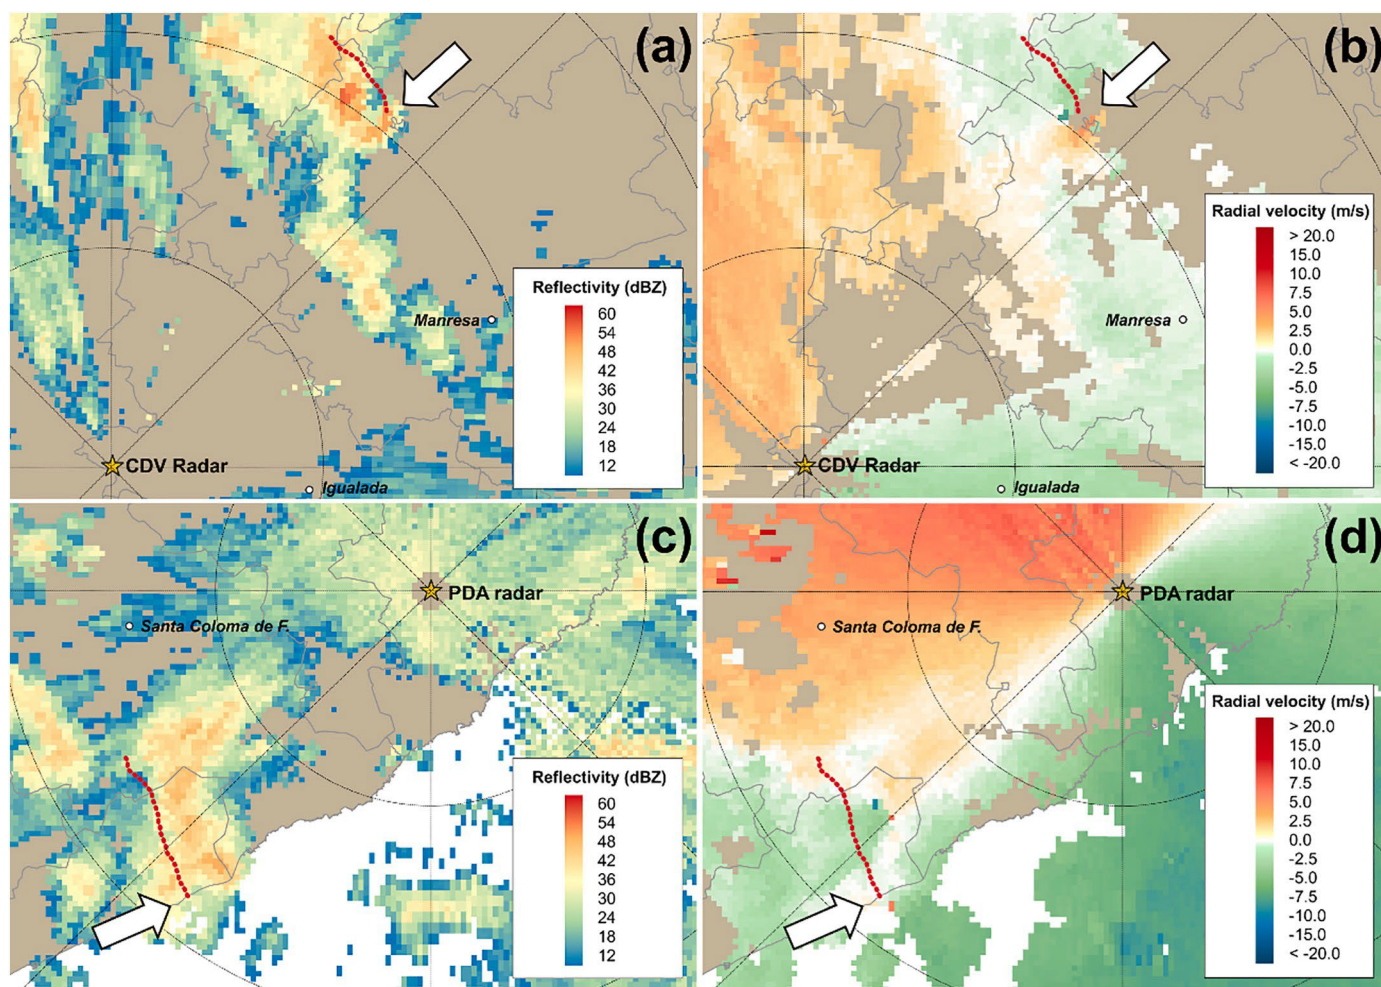 (a)
Manresa
Reflectivity (dBZ)
60
54
48
42
36
30
24
18
12
CDV Radar
Igualada
(b)
Manresa
Radial velocity (m/s)
> 20.0
15.0
10.0
7.5
5.0
2.5
0.0
-2.5
-5.0
-7.5
-10.0
-15.0
< -20.0
CDV Radar
Igualada
(c)
PDA radar
Santa Coloma de F.
Reflectivity (dBZ)
60
54
48
42
36
30
24
18
12
(d)
PDA radar
Santa Coloma de F.
Radial velocity (m/s)
> 20.0
15.0
10.0
7.5
5.0
2.5
0.0
-2.5
-5.0
-7.5
-10.0
-15.0
< -20.0